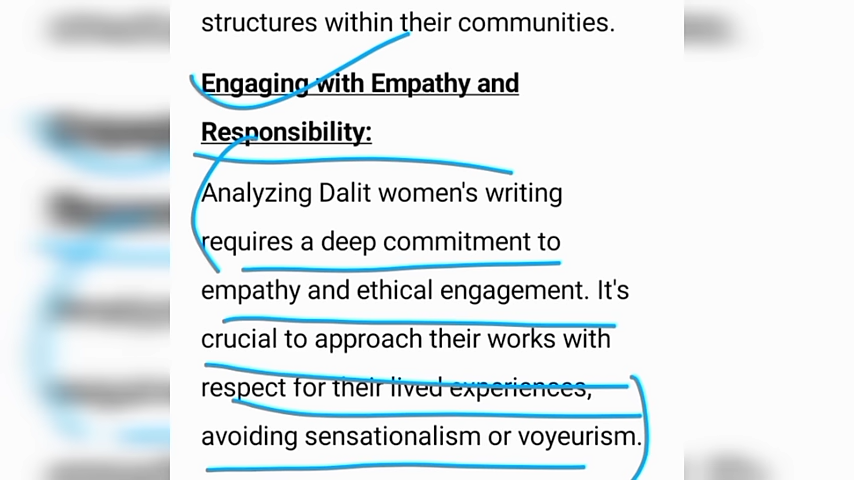 structures within their communities.
Engaging with Empathy and
Responsibility:
Analyzing Dalit women's writing
requires a deep commitment to
empathy and ethical engagement. It's
crucial to approach their works with
respect for their lived experiences,
avoiding sensationalism or voyeurism.